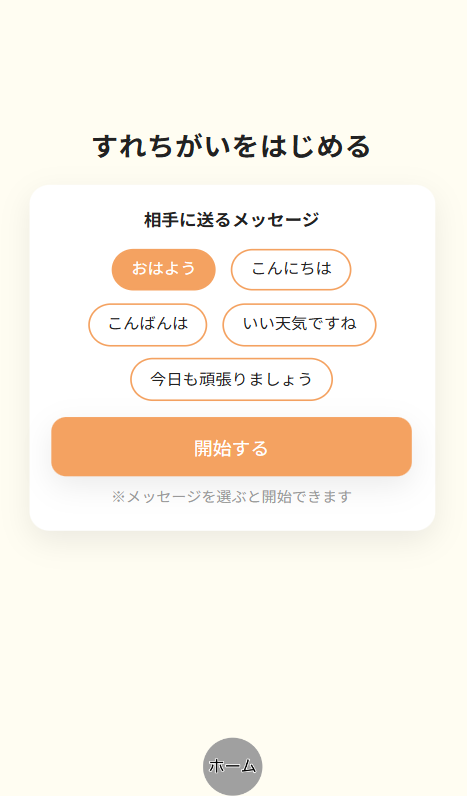 すれちがいをはじめる
相手に送るメッセージ
おはよう こんにちは
こんばんは いい天気ですね
今日も頑張りましょう
開始する
※メッセージを選ぶと開始できます
ホーム